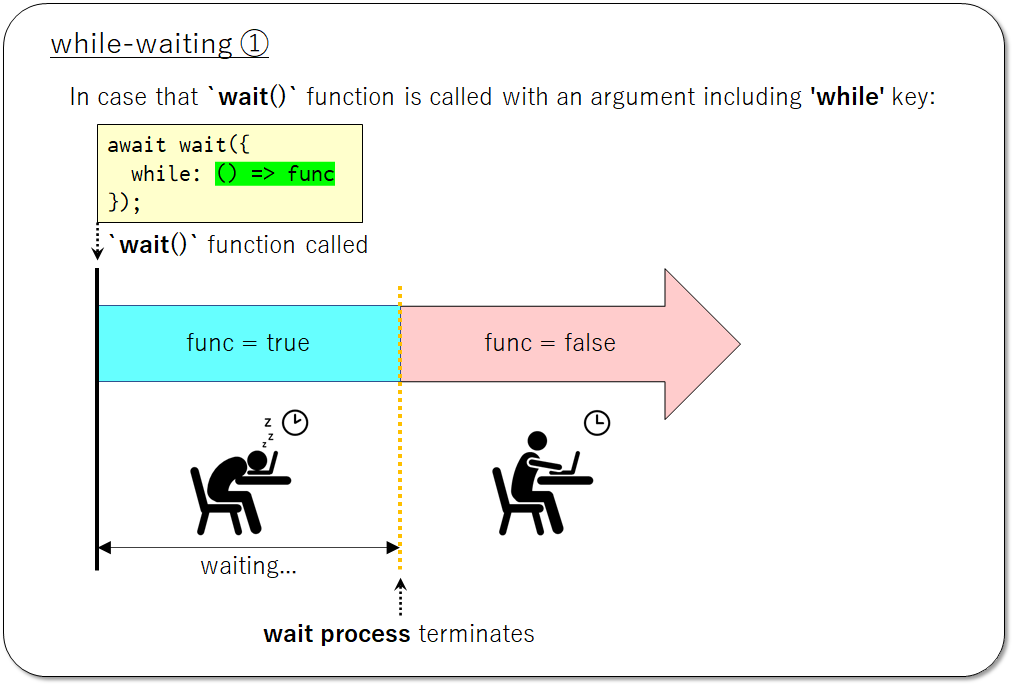 while-waiting ①
In case that `wait()` function is called with an argument including 'while' key:
await wait({
while: () => func
});
`wait()` function called
func = true
func = false
z
z
z
waiting...
wait process terminates